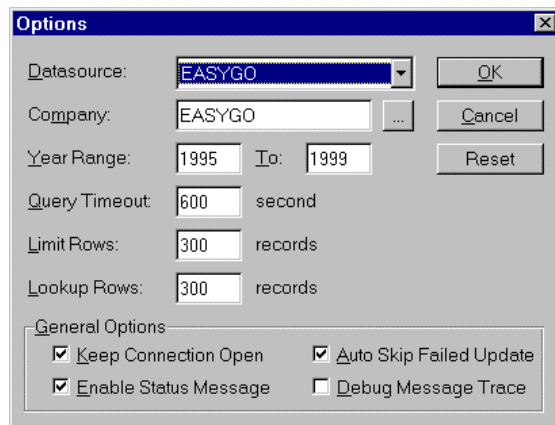 Options
Datasource: EASYGO OK
Company: EASYGO ... Cancel
Year Range: 1995 To: 1999 Reset
Query Timeout: 600 second
Limit Rows: 300 records
Lookup Rows: 300 records
General Options
Keep Connection Open Auto Skip Failed Update
Enable Status Message Debug Message Trace